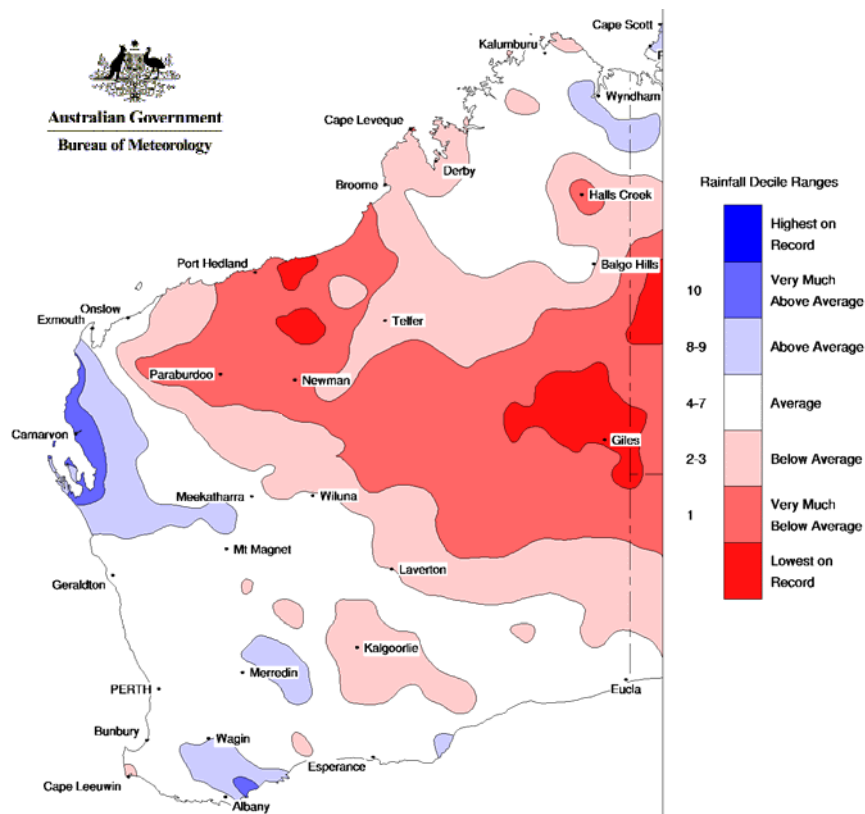 Australian Government
Bureau of Meteorology
Cape Scott
Kalumburu
Wyndham
Cape Leveque
Derby
Broome
Halls Creek
Port Hedland
Balgo Hills
Onslow
Exmouth
Telfer
Paraburdoo
Newman
Carnarvon
Giles
Meekatharra
Wiluna
Mt Magnet
Laverton
Geraldton
Kalgoorlie
Merredin
PERTH
Eucla
Bunbury
Wagin
Esperance
Cape Leeuwin
Albany
Rainfall Decile Ranges
Highest on
Record
10
Very Much
Above Average
8-9
Above Average
4-7
Average
2-3
Below Average
1
Very Much
Below Average
Lowest on
Record